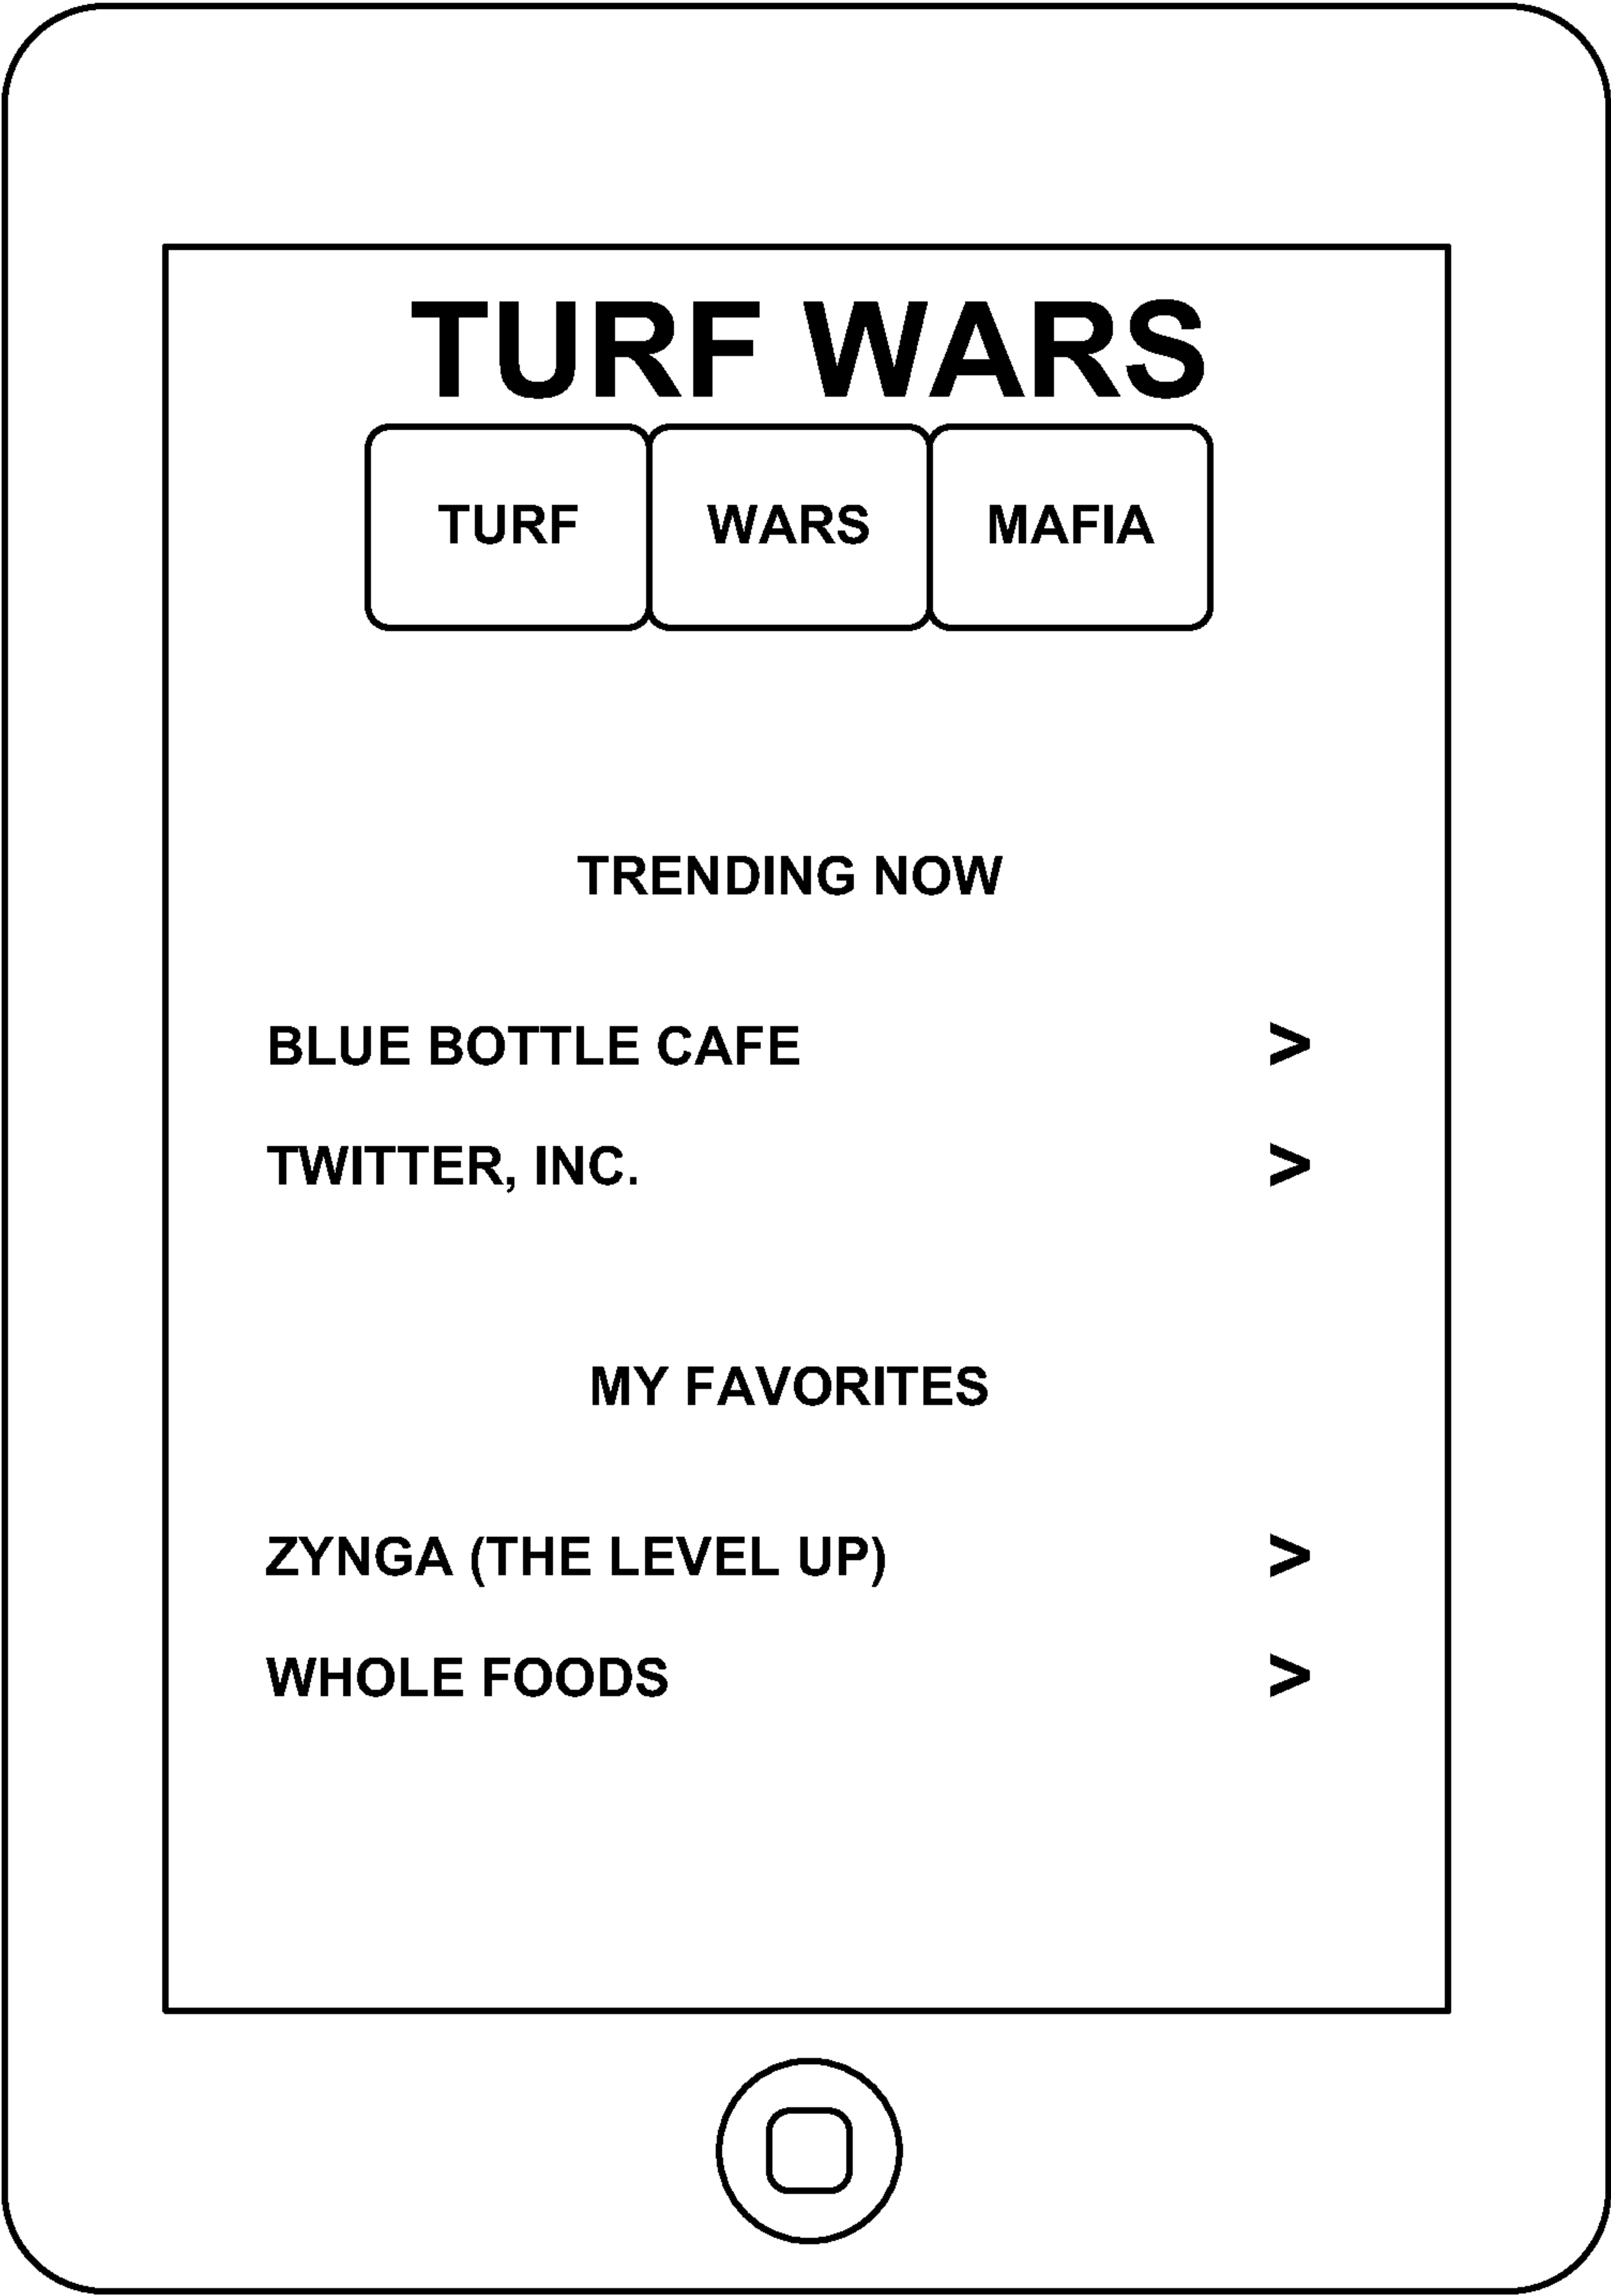 TURF WARS
TURF WARS MAFIA
TRENDING NOW
BLUE BOTTLE CAFE >
TWITTER, INC. >
MY FAVORITES
ZYNGA (THE LEVEL UP) >
WHOLE FOODS >